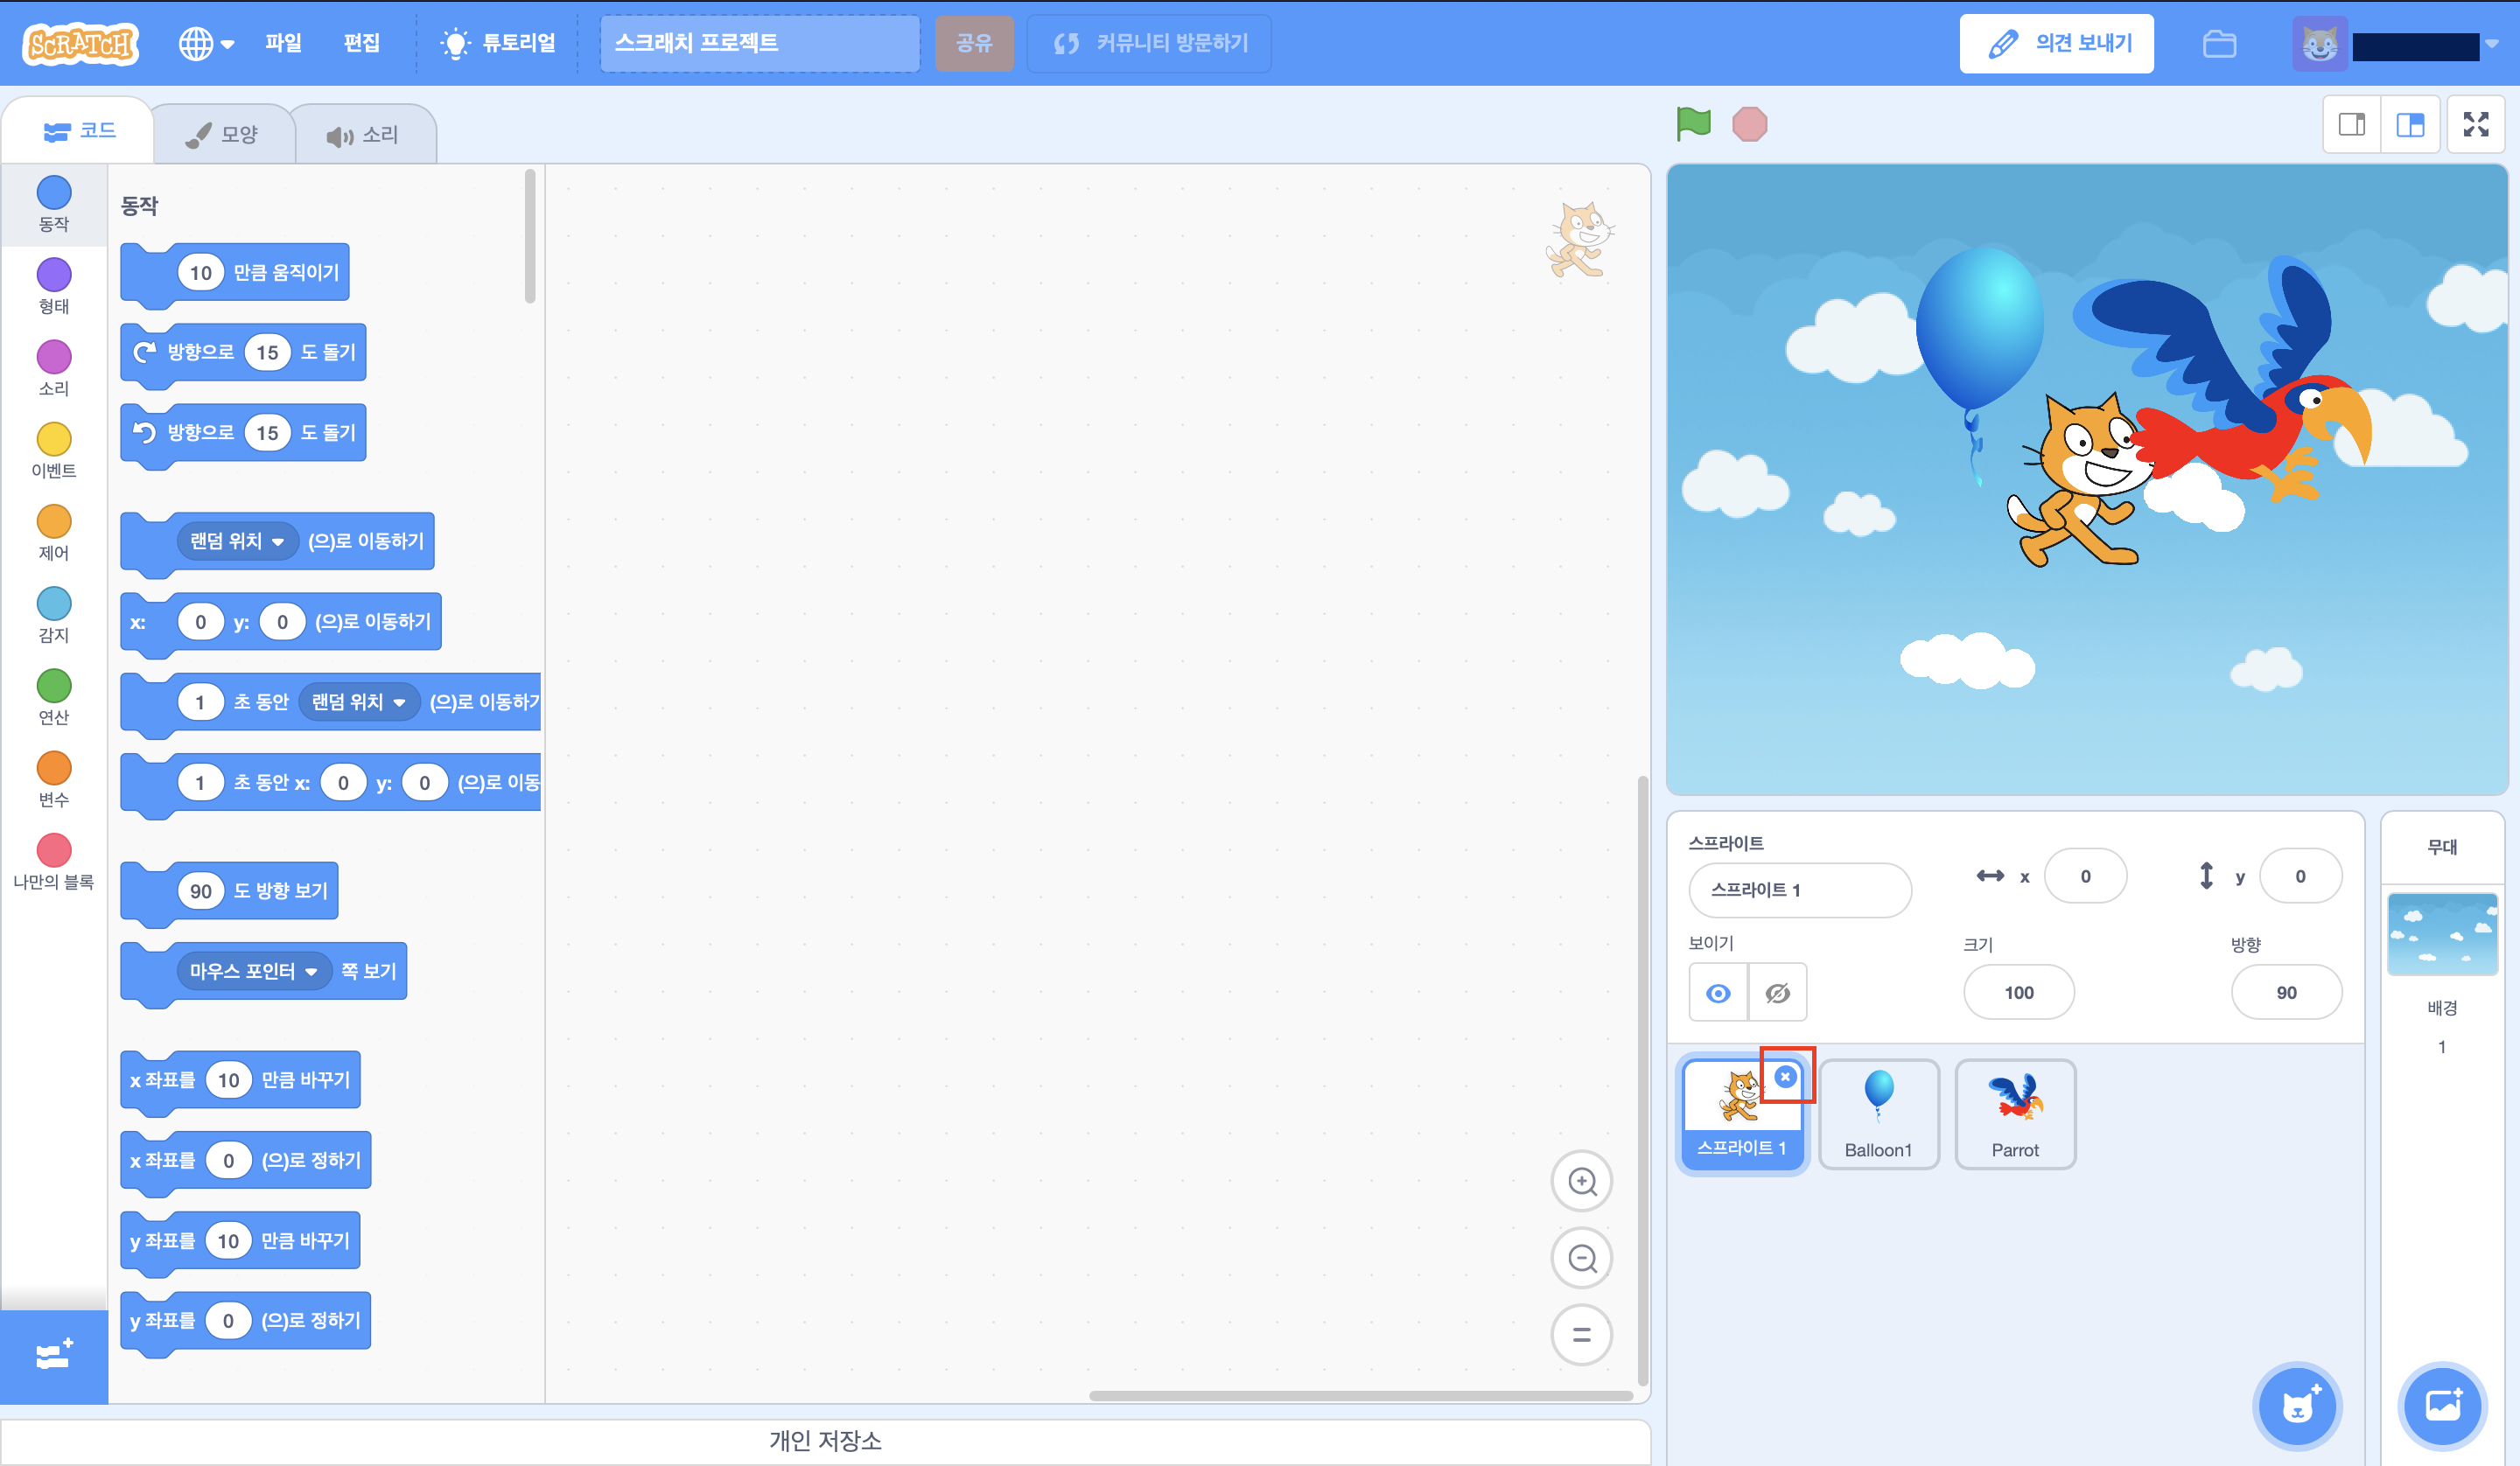 SCRATCH
파일
편집
튜토리얼
스크래치 프로젝트
공유
커뮤니티 방문하기
의견 보내기
코드
모양
소리
동작
형태
소리
이벤트
제어
감지
연산
변수
나만의 블록
동작
10 만큼 움직이기
방향으로 15 도 돌기
방향으로 15 도 돌기
랜덤 위치 (으)로 이동하기
x: 0 y: 0 (으)로 이동하기
1 초 동안 랜덤 위치 (으)로 이동하기
1 초 동안 x: 0 y: 0 (으)로 이동
90 도 방향 보기
마우스 포인터 쪽 보기
x 좌표를 10 만큼 바꾸기
x 좌표를 0 (으)로 정하기
y 좌표를 10 만큼 바꾸기
y 좌표를 0 (으)로 정하기
개인 저장소
스프라이트
스프라이트 1
x 0
y 0
보이기
크기
100
방향
90
스프라이트 1
Balloon1
Parrot
무대
배경
1